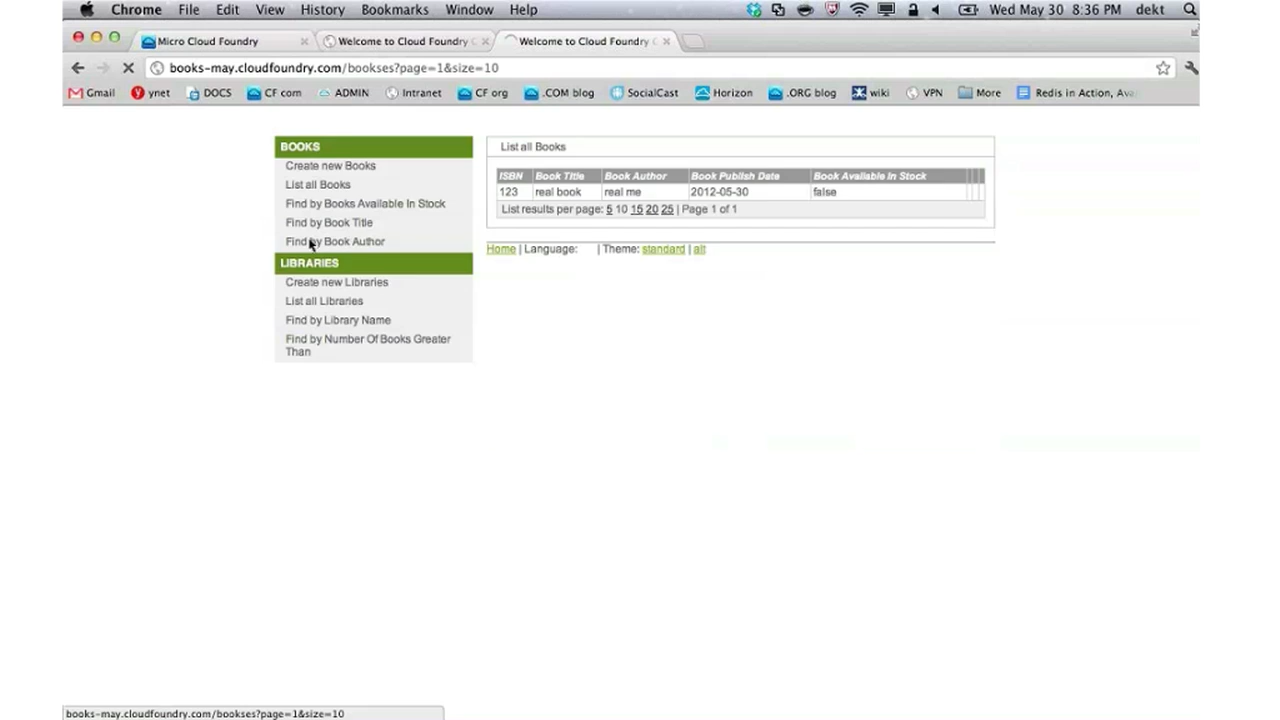 Chrome File Edit View History Bookmarks Window Help Wed May 30 8:36 PM dekt
Micro Cloud Foundry Welcome to Cloud Foundry Welcome to Cloud Foundry
books-may.cloudfoundry.com/bookses?page=1&size=10
Gmail ynet DOCS CF com ADMIN Intranet CF org .COM blog SocialCast Horizon .ORG blog wiki VPN More Redis in Action,
BOOKS
Create new Books
List all Books
Find by Books Available In Stock
Find by Book Title
Find by Book Author
LIBRARIES
Create new Libraries
List all Libraries
Find by Library Name
Find by Number Of Books Greater
Than
List all Books
ISBN Book Title Book Author Book Publish Date Book Available In Stock
123 real book real me 2012-05-30 false
List results per page: 5 10 15 20 25 | Page 1 of 1
Home | Language: | Theme: standard | alt
books-may.cloudfoundry.com/bookses?page=1&size=10